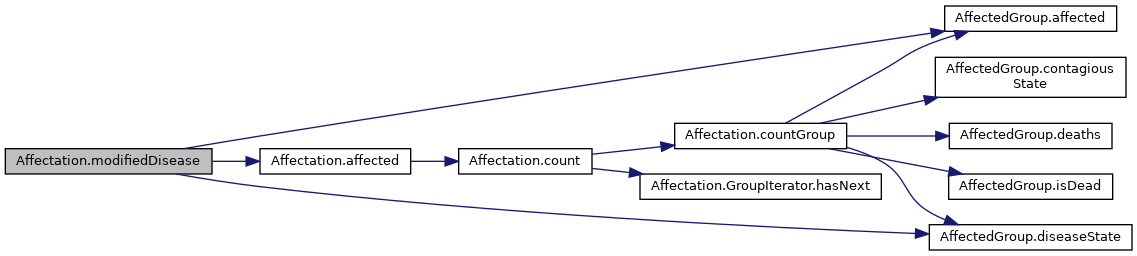 Affectation.modifiedDisease
Affectation.affected
Affectation.count
Affectation.countGroup
Affectation.GroupIterator.hasNext
AffectedGroup.affected
AffectedGroup.contagious
State
AffectedGroup.deaths
AffectedGroup.isDead
AffectedGroup.diseaseState